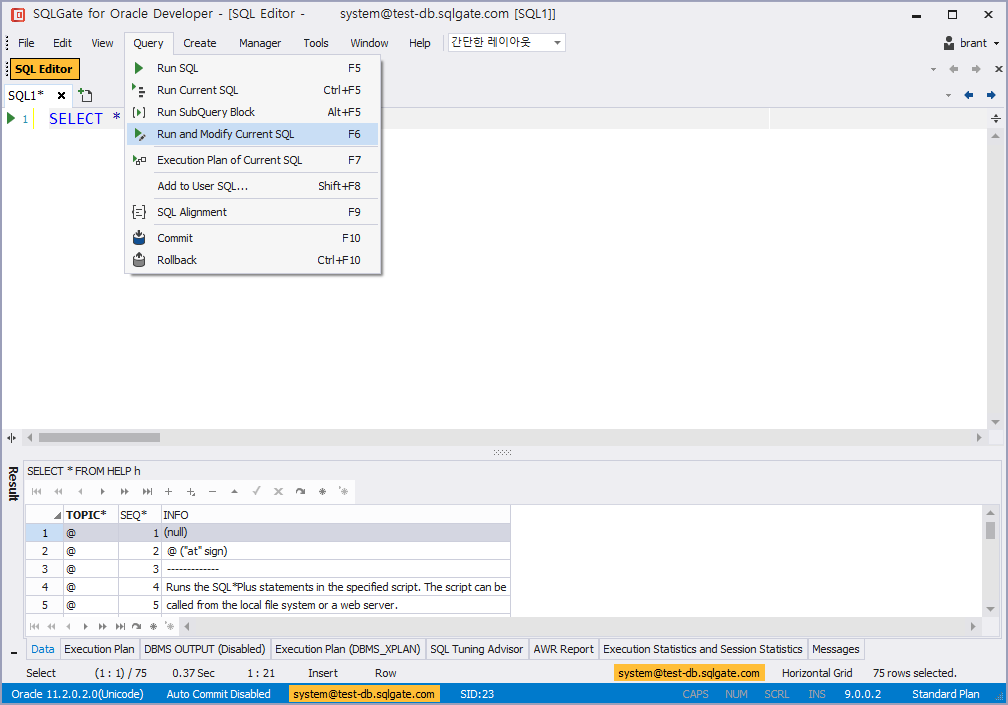 SQLGate for Oracle Developer - [SQL Editor - system@test-db.sqlgate.com [SQL1]]
File Edit View Query Create Manager Tools Window Help 간단한 레이아웃 brant
SQL Editor
SQL1*
1 SELECT *
Run SQL F5
Run Current SQL Ctrl+F5
Run SubQuery Block Alt+F5
Run and Modify Current SQL F6
Execution Plan of Current SQL F7
Add to User SQL... Shift+F8
SQL Alignment F9
Commit F10
Rollback Ctrl+F10
Result
SELECT * FROM HELP h
TOPIC* SEQ* INFO
1 @ 1 (null)
2 @ 2 @ ("at" sign)
3 @ 3 -------------
4 @ 4 Runs the SQL*Plus statements in the specified script. The script can be
5 @ 5 called from the local file system or a web server.
Data Execution Plan DBMS OUTPUT (Disabled) Execution Plan (DBMS_XPLAN) SQL Tuning Advisor AWR Report Execution Statistics and Session Statistics Messages
Select (1 : 1) / 75 0.37 Sec 1 : 21 Insert Row system@test-db.sqlgate.com Horizontal Grid 75 rows selected.
Oracle 11.2.0.2.0(Unicode) Auto Commit Disabled system@test-db.sqlgate.com SID:23 CAPS NUM SCRL INS 9.0.0.2 Standard Plan